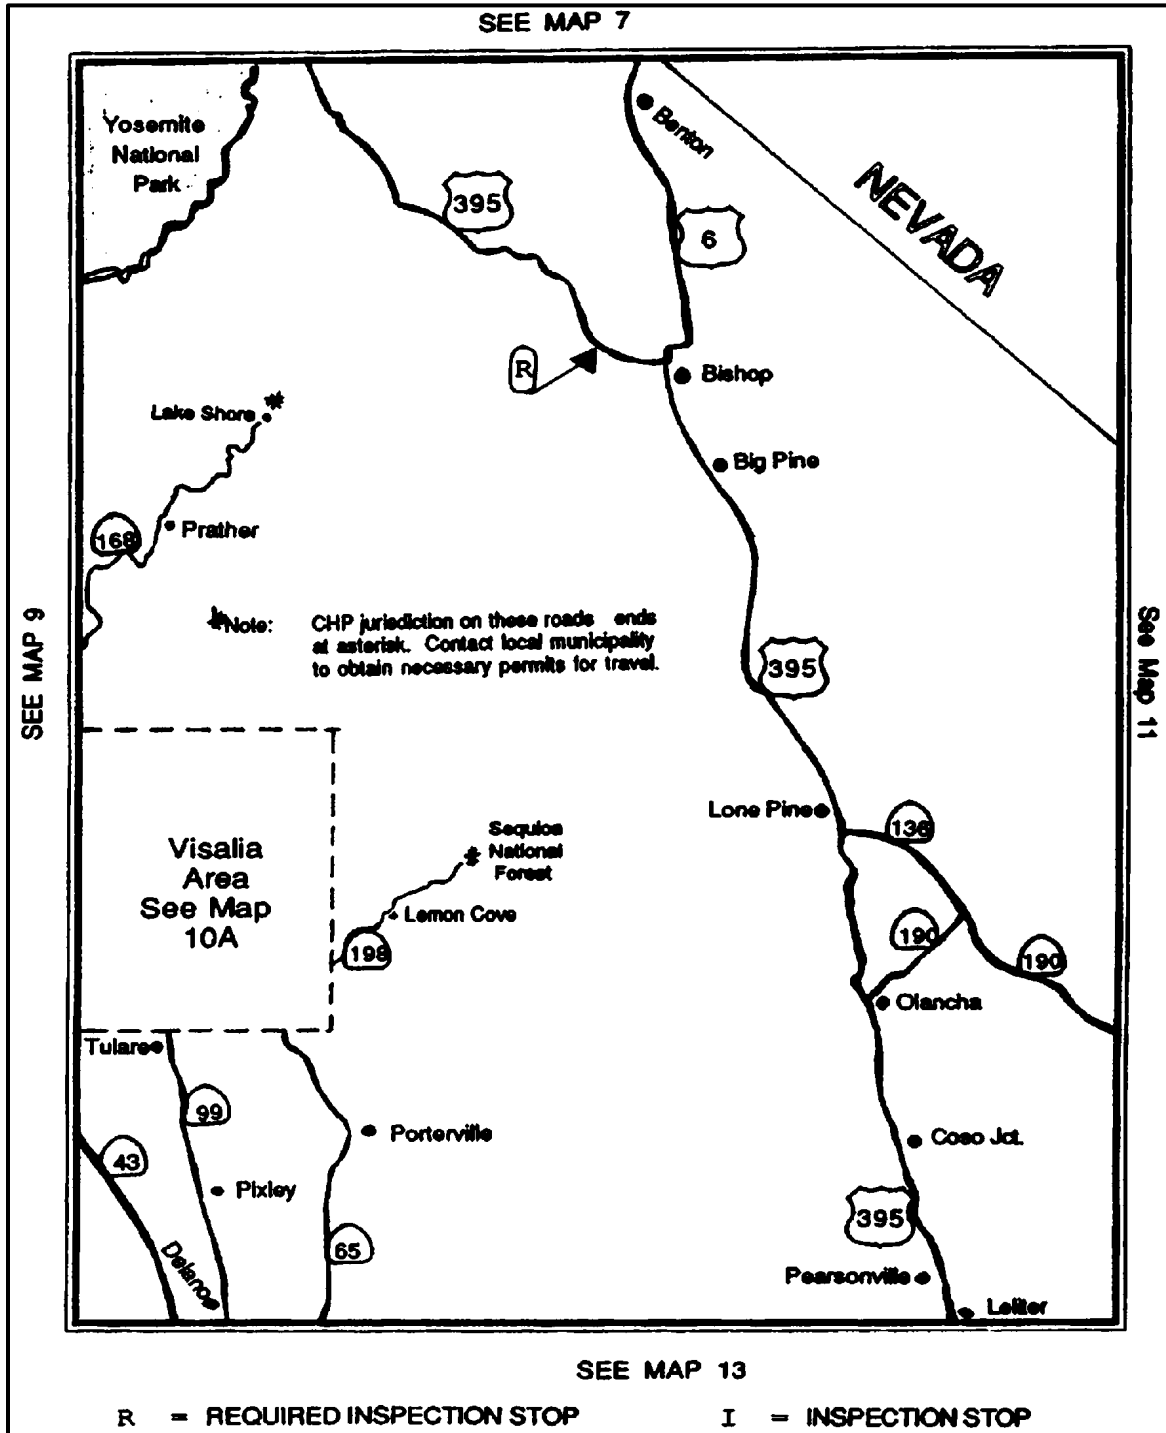 SEE MAP 7
Yosemite
National
Park
395
Benton
6
NEVADA
R
Bishop
Lake Shore *
Big Pine
Prather
168
SEE MAP 9
*Note: CHP jurisdiction on these roads ends
at asterisk. Contact local municipality
to obtain necessary permits for travel.
See Map 11
395
Visalia
Area
See Map
10A
Lone Pine
136
* Sequioa
National
Forest
Lemon Cove
198
190
190
Olancha
Tulare
99
Porterville
Coso Jct.
43
Pixley
395
65
Delano
Pearsonville
Leliter
SEE MAP 13
R = REQUIRED INSPECTION STOP
I = INSPECTION STOP